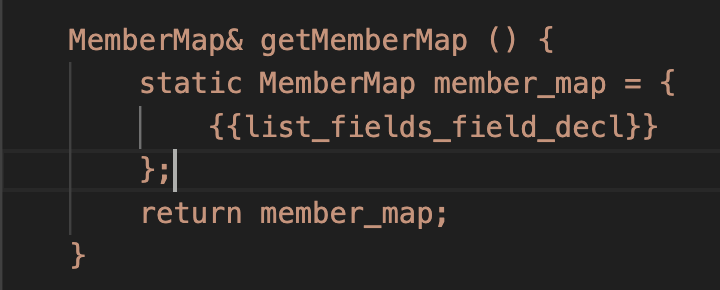 MemberMap& getMemberMap () {
static MemberMap member_map = {
{{list_fields_field_decl}}
};
return member_map;
}